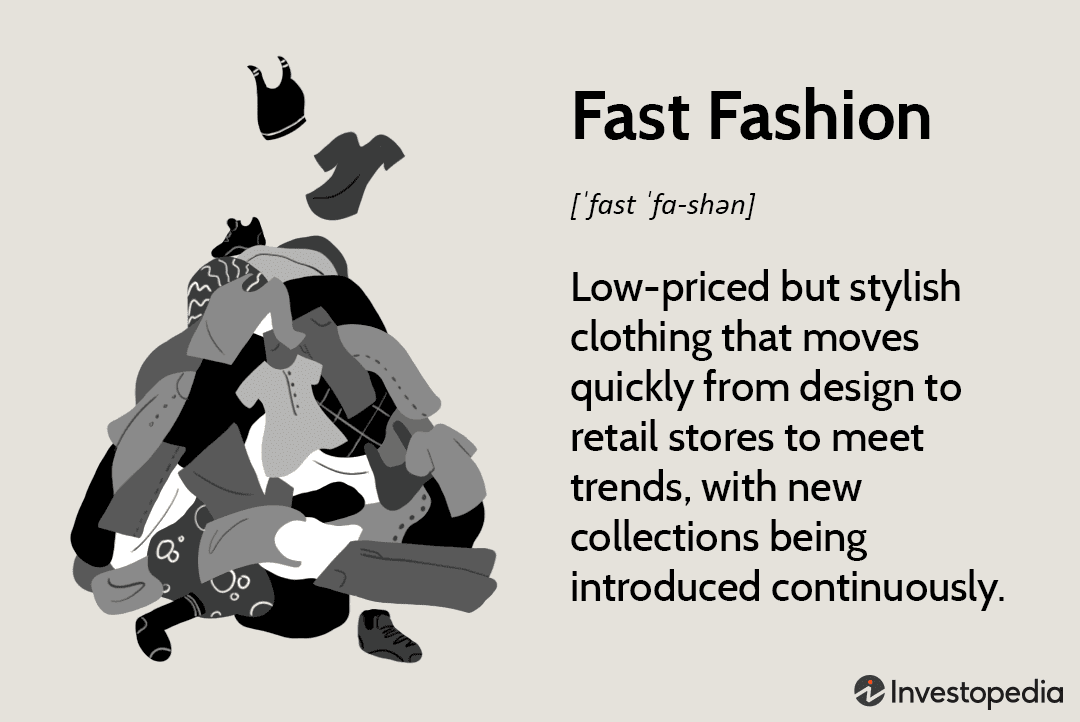 Fast Fashion
[ˈfast ˈfa-shən]
Low-priced but stylish
clothing that moves
quickly from design to
retail stores to meet
trends, with new
collections being
introduced continuously.
Investopedia